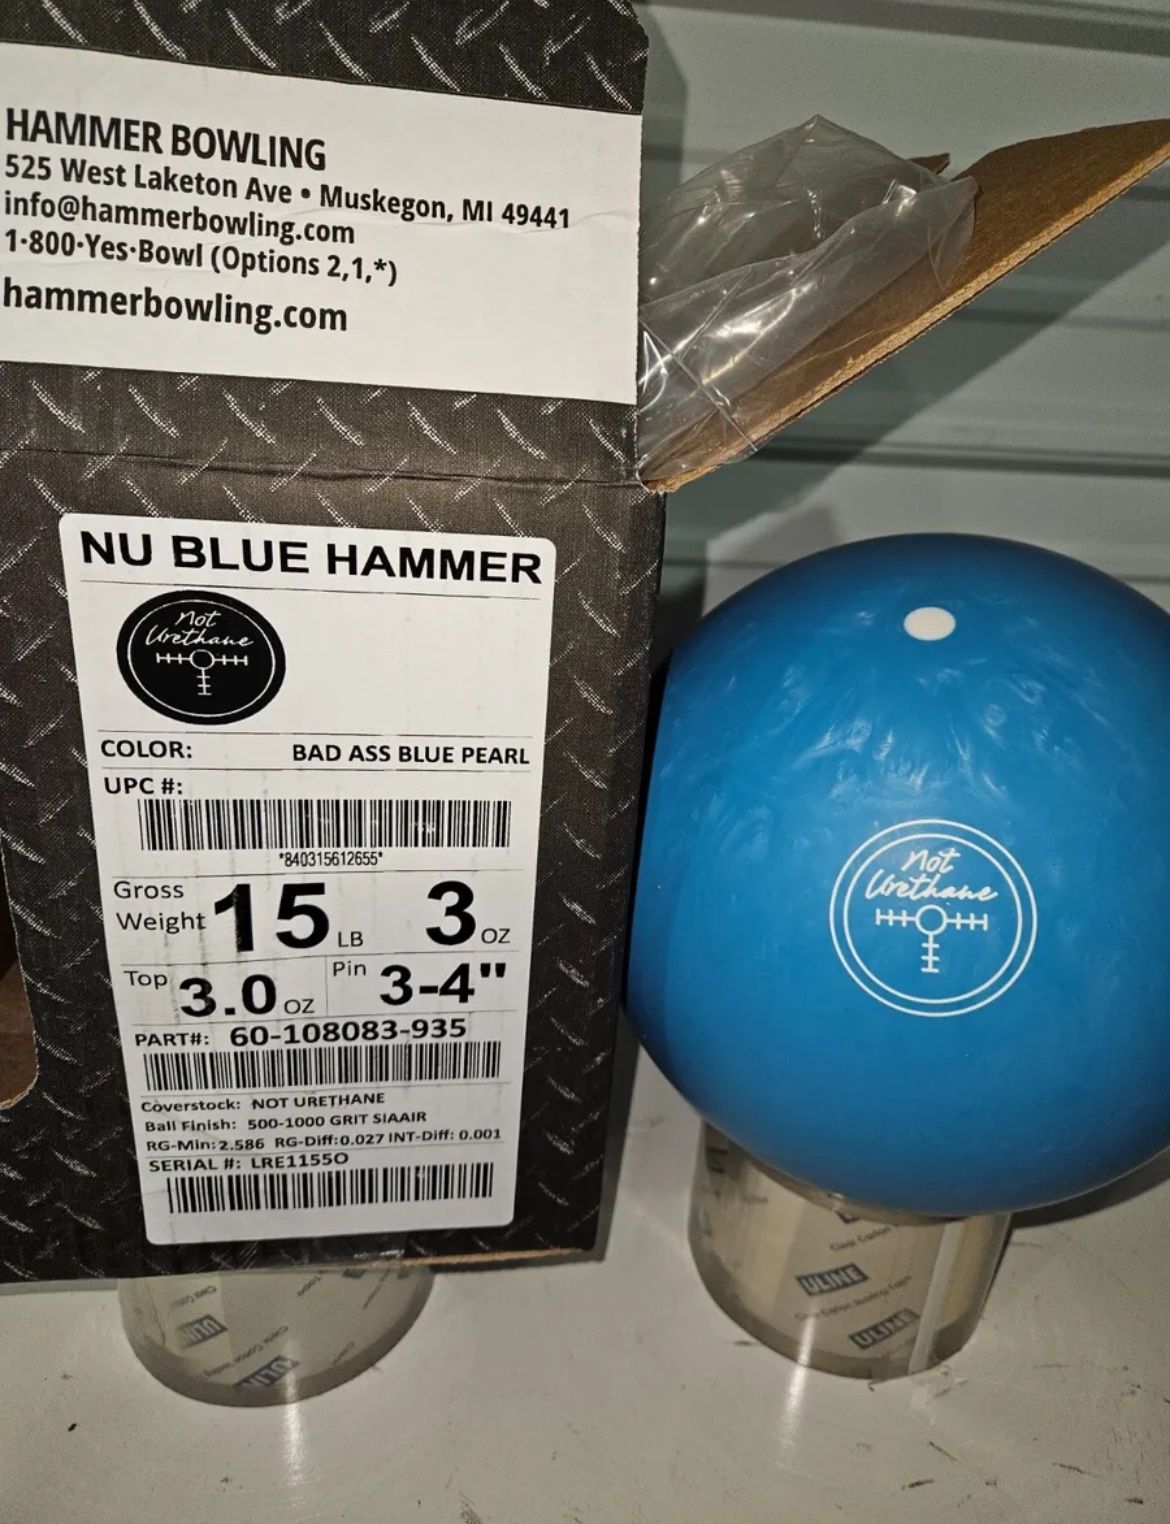 HAMMER BOWLING
525 West Laketon Ave • Muskegon, MI 49441
info@hammerbowling.com
1·800·Yes·Bowl (Options 2,1,*)
hammerbowling.com
NU BLUE HAMMER
Not
Urethane
COLOR: BAD ASS BLUE PEARL
UPC #:
*840315612655*
Gross Weight 15 LB 3 OZ
Top 3.0 OZ Pin 3-4"
PART#: 60-108083-935
Coverstock: NOT URETHANE
Ball Finish: 500-1000 GRIT SIAAIR
RG-Min: 2.586 RG-Diff: 0.027 INT-Diff: 0.001
SERIAL #: LRE1155O
Not
Urethane
ULINE
ULINE
ULINE